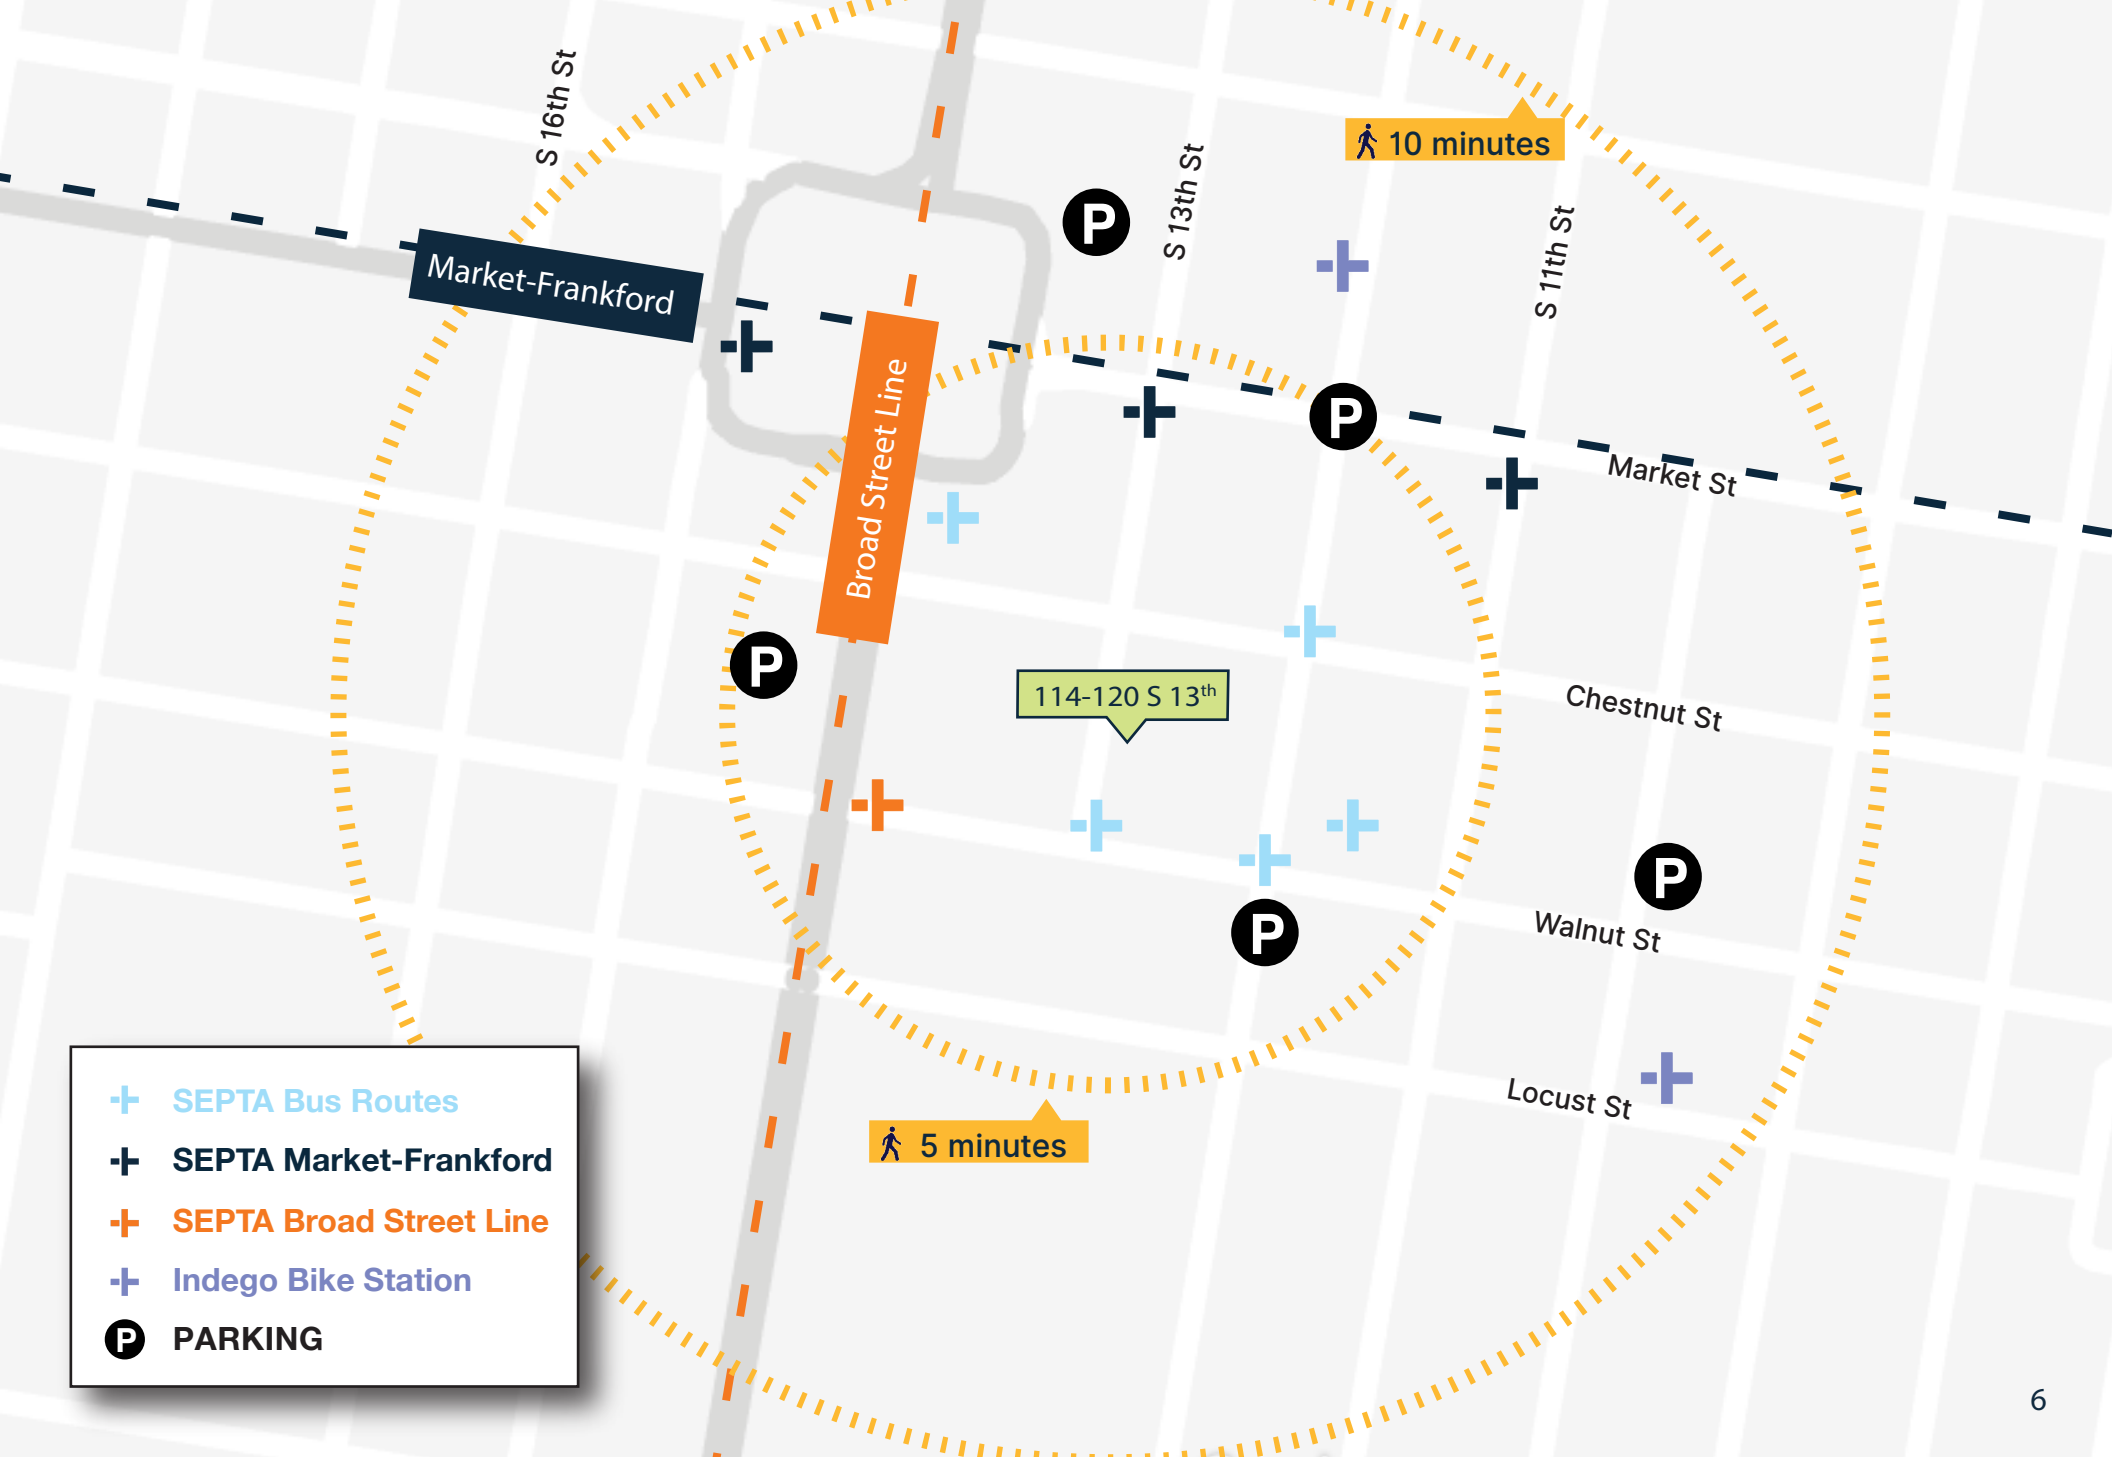 S 16th St
10 minutes
P
S 13th St
S 11th St
Market-Frankford
Broad Street Line
P
Market St
P
114-120 S 13th
Chestnut St
P
Walnut St
P
Locust St
5 minutes
SEPTA Bus Routes
SEPTA Market-Frankford
SEPTA Broad Street Line
Indego Bike Station
P PARKING
6